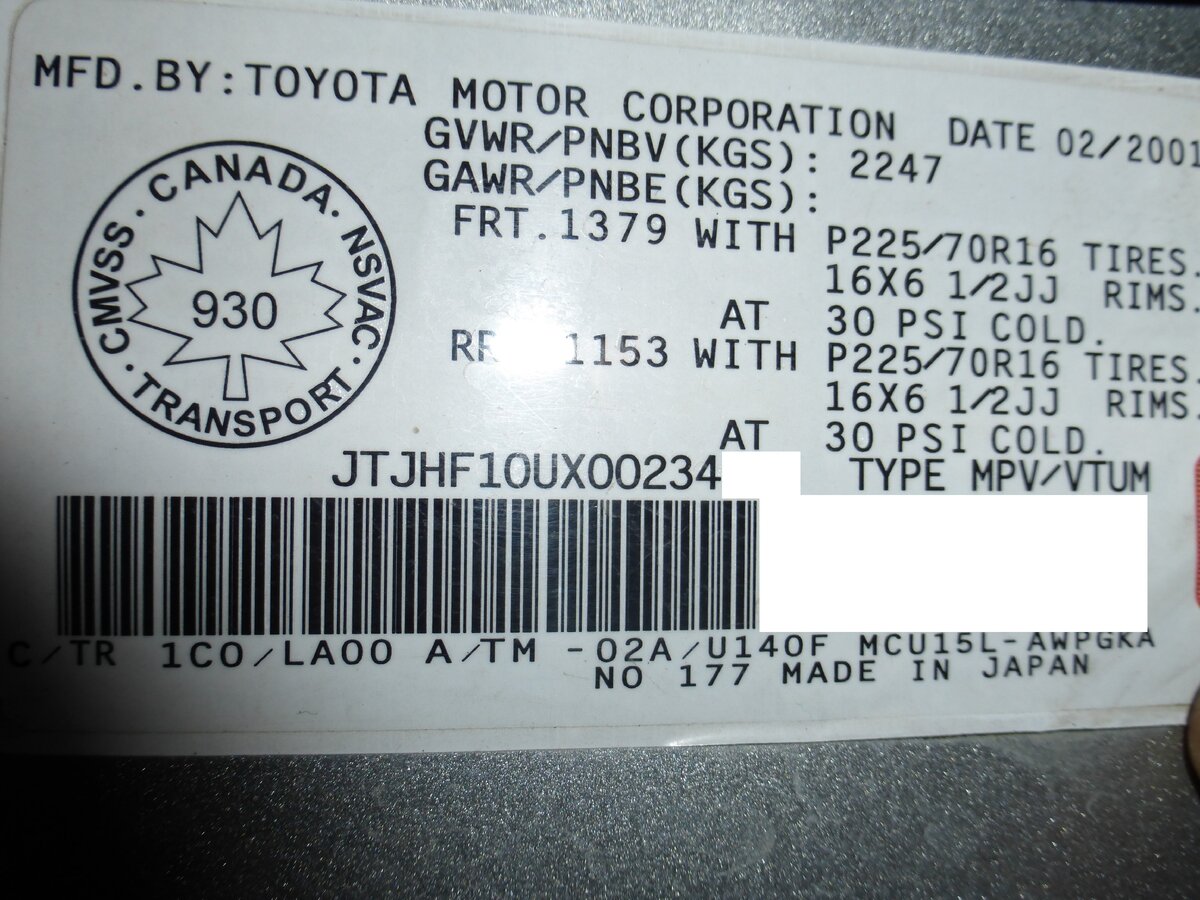 MFD.BY:TOYOTA MOTOR CORPORATION DATE 02/2001
GVWR/PNBV(KGS): 2247
GAWR/PNBE(KGS):
FRT.1379 WITH P225/70R16 TIRES.
16X6 1/2JJ RIMS.
AT 30 PSI COLD.
RR 1153 WITH P225/70R16 TIRES.
16X6 1/2JJ RIMS.
AT 30 PSI COLD.
CMVSS · CANADA · NSVAC · TRANSPORT ·
930
JTJHF10UX00234 TYPE MPV/VTUM
C/TR 1C0/LA00 A/TM -02A/U140F MCU15L-AWPGKA
NO 177 MADE IN JAPAN